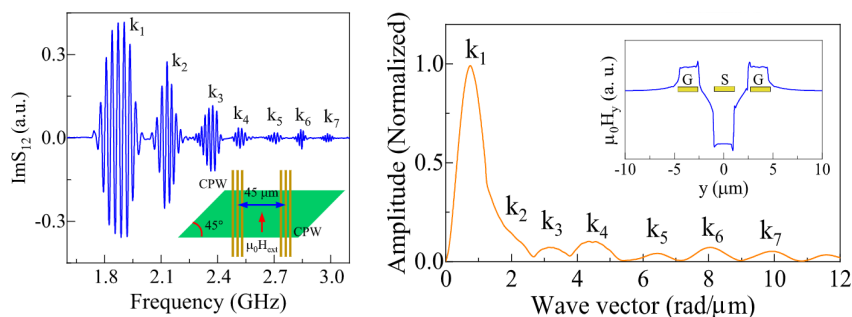 k₁
k₂
k₃
k₄
k₅
k₆
k₇
0.3
0.0
-0.3
ImS₁₂ (a.u.)
CPW
45 μm
45°
μ₀Hₑₓₜ
CPW
1.8
2.1
2.4
2.7
3.0
Frequency (GHz)
Amplitude (Normalized)
1.0
0.5
0.0
k₁
k₂
k₃
k₄
k₅
k₆
k₇
μ₀Hy (a. u.)
G
S
G
-10
-5
0
5
10
y (μm)
0
2
4
6
8
10
12
Wave vector (rad/μm)